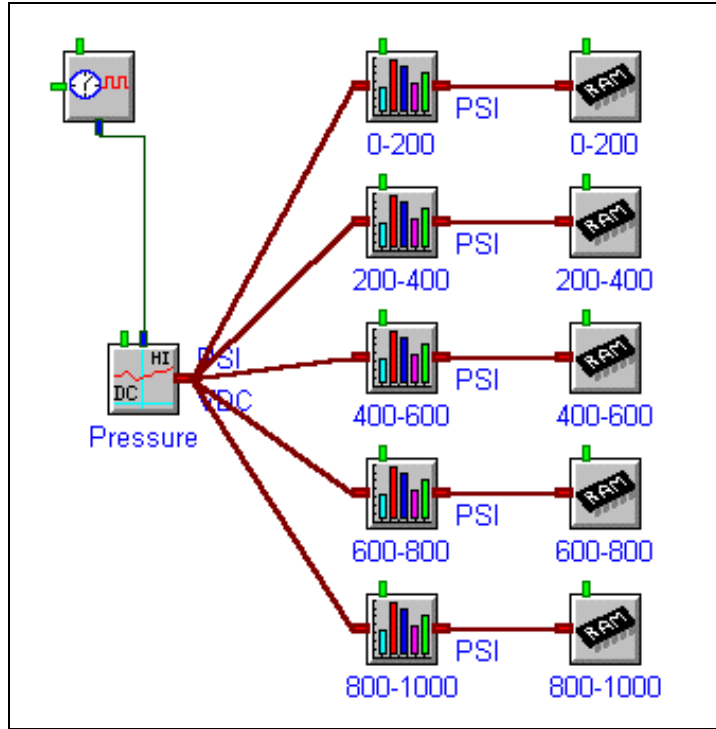 PSI
0-200
RAM
0-200
PSI
200-400
RAM
200-400
HI
DC
Pressure
PSI
VDC
PSI
400-600
RAM
400-600
PSI
600-800
RAM
600-800
PSI
800-1000
RAM
800-1000